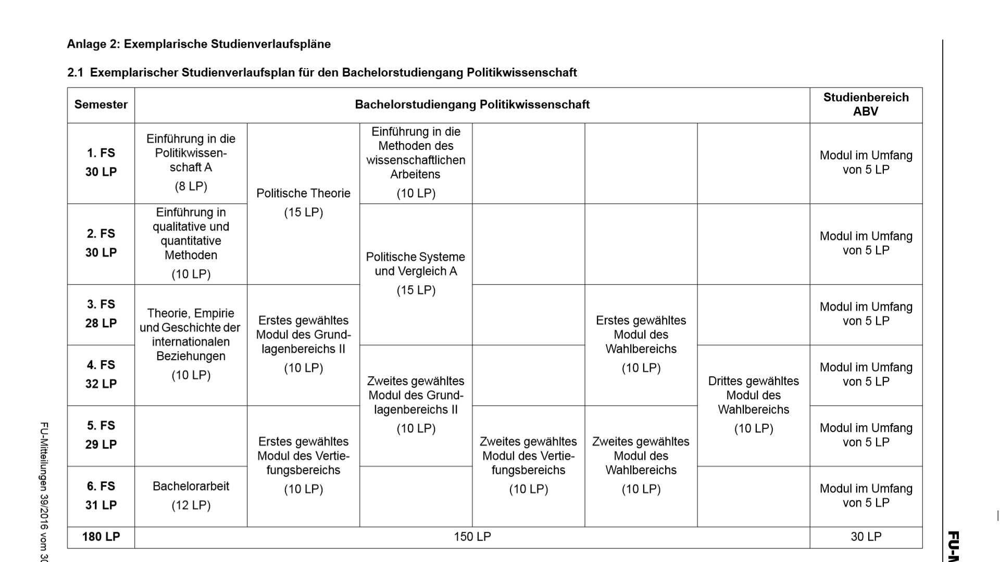 Anlage 2: Exemplarische Studienverlaufspläne
2.1 Exemplarischer Studienverlaufsplan für den Bachelorstudiengang Politikwissenschaft
Semester
Bachelorstudiengang Politikwissenschaft
Studienbereich
ABV
1. FS
30 LP
Einführung in die
Politikwissen-
schaft A
(8 LP)
Politische Theorie
(15 LP)
Einführung in die
Methoden des
wissenschaftlichen
Arbeitens
(10 LP)
Modul im Umfang
von 5 LP
2. FS
30 LP
Einführung in
qualitative und
quantitative
Methoden
(10 LP)
Politische Systeme
und Vergleich A
(15 LP)
Modul im Umfang
von 5 LP
3. FS
28 LP
Theorie, Empirie
und Geschichte der
internationalen
Beziehungen
(10 LP)
Erstes gewähltes
Modul des Grund-
lagenbereichs II
(10 LP)
Erstes gewähltes
Modul des
Wahlbereichs
(10 LP)
Modul im Umfang
von 5 LP
4. FS
32 LP
Zweites gewähltes
Modul des Grund-
lagenbereichs II
(10 LP)
Drittes gewähltes
Modul des
Wahlbereichs
(10 LP)
Modul im Umfang
von 5 LP
5. FS
29 LP
Erstes gewähltes
Modul des Vertie-
fungsbereichs
(10 LP)
Zweites gewähltes
Modul des Vertie-
fungsbereichs
(10 LP)
Zweites gewähltes
Modul des
Wahlbereichs
(10 LP)
Modul im Umfang
von 5 LP
6. FS
31 LP
Bachelorarbeit
(12 LP)
Modul im Umfang
von 5 LP
180 LP
150 LP
30 LP
FU-Mitteilungen 39/2016 vom 30